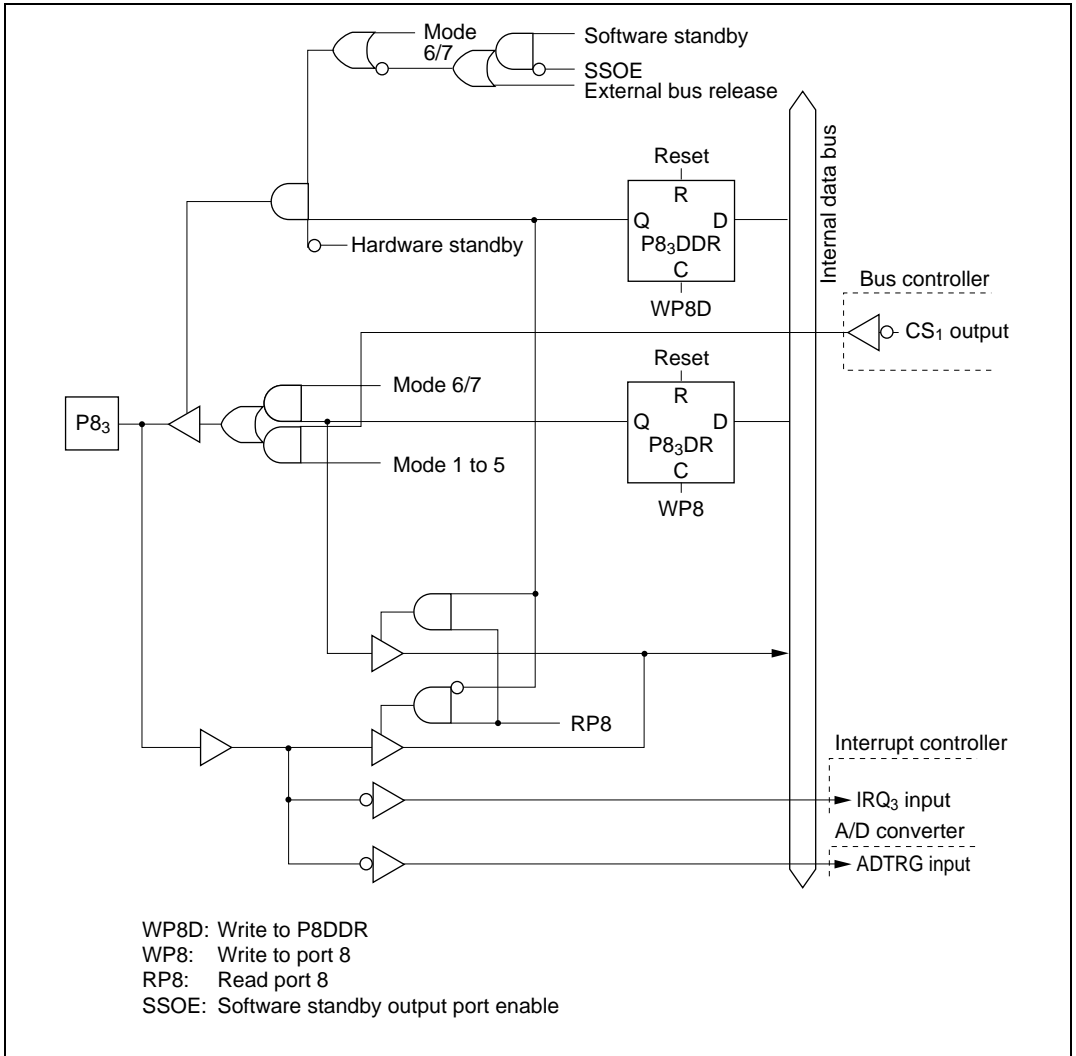 Mode
6/7
Software standby
SSOE
External bus release
Internal data bus
Reset
R
Q D
P8₃DDR
C
WP8D
Hardware standby
Bus controller
CS₁ output
Reset
R
Q D
P8₃DR
C
WP8
Mode 6/7
P8₃
Mode 1 to 5
RP8
Interrupt controller
IRQ₃ input
A/D converter
ADTRG input
WP8D: Write to P8DDR
WP8: Write to port 8
RP8: Read port 8
SSOE: Software standby output port enable